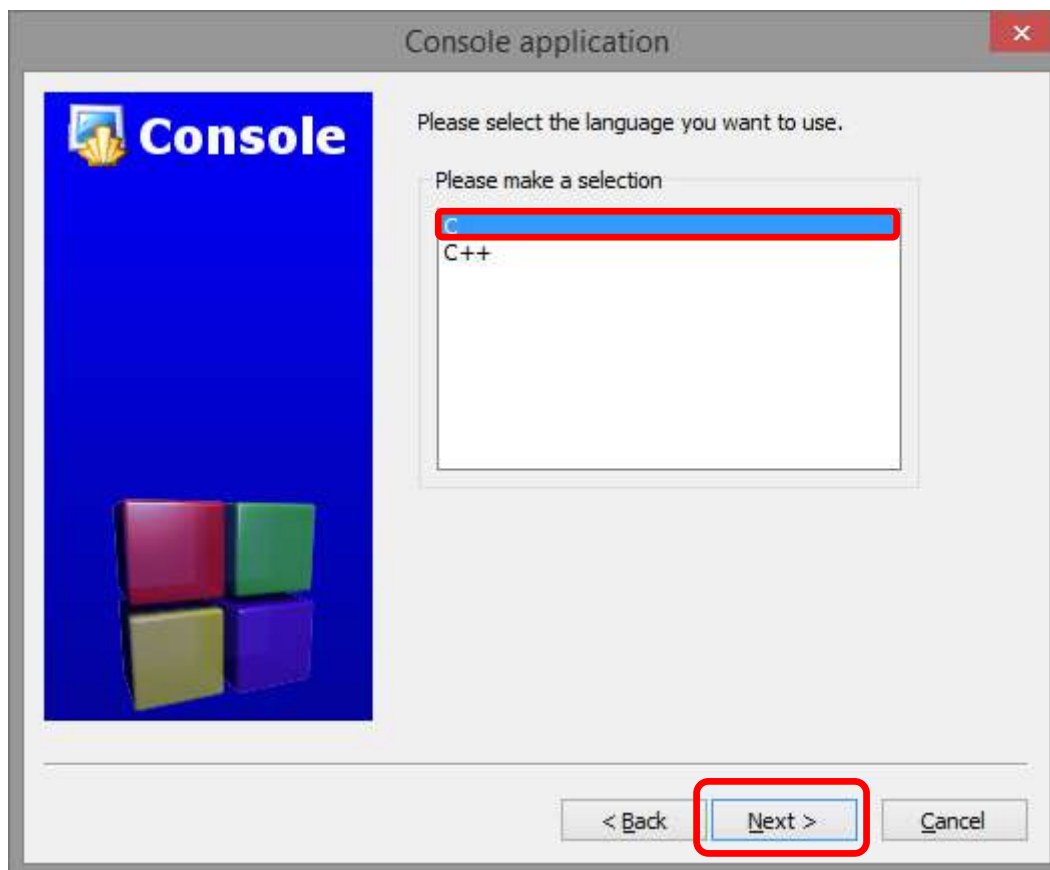 Console application
Console
Please select the language you want to use.
Please make a selection
C
C++
< Back
Next >
Cancel